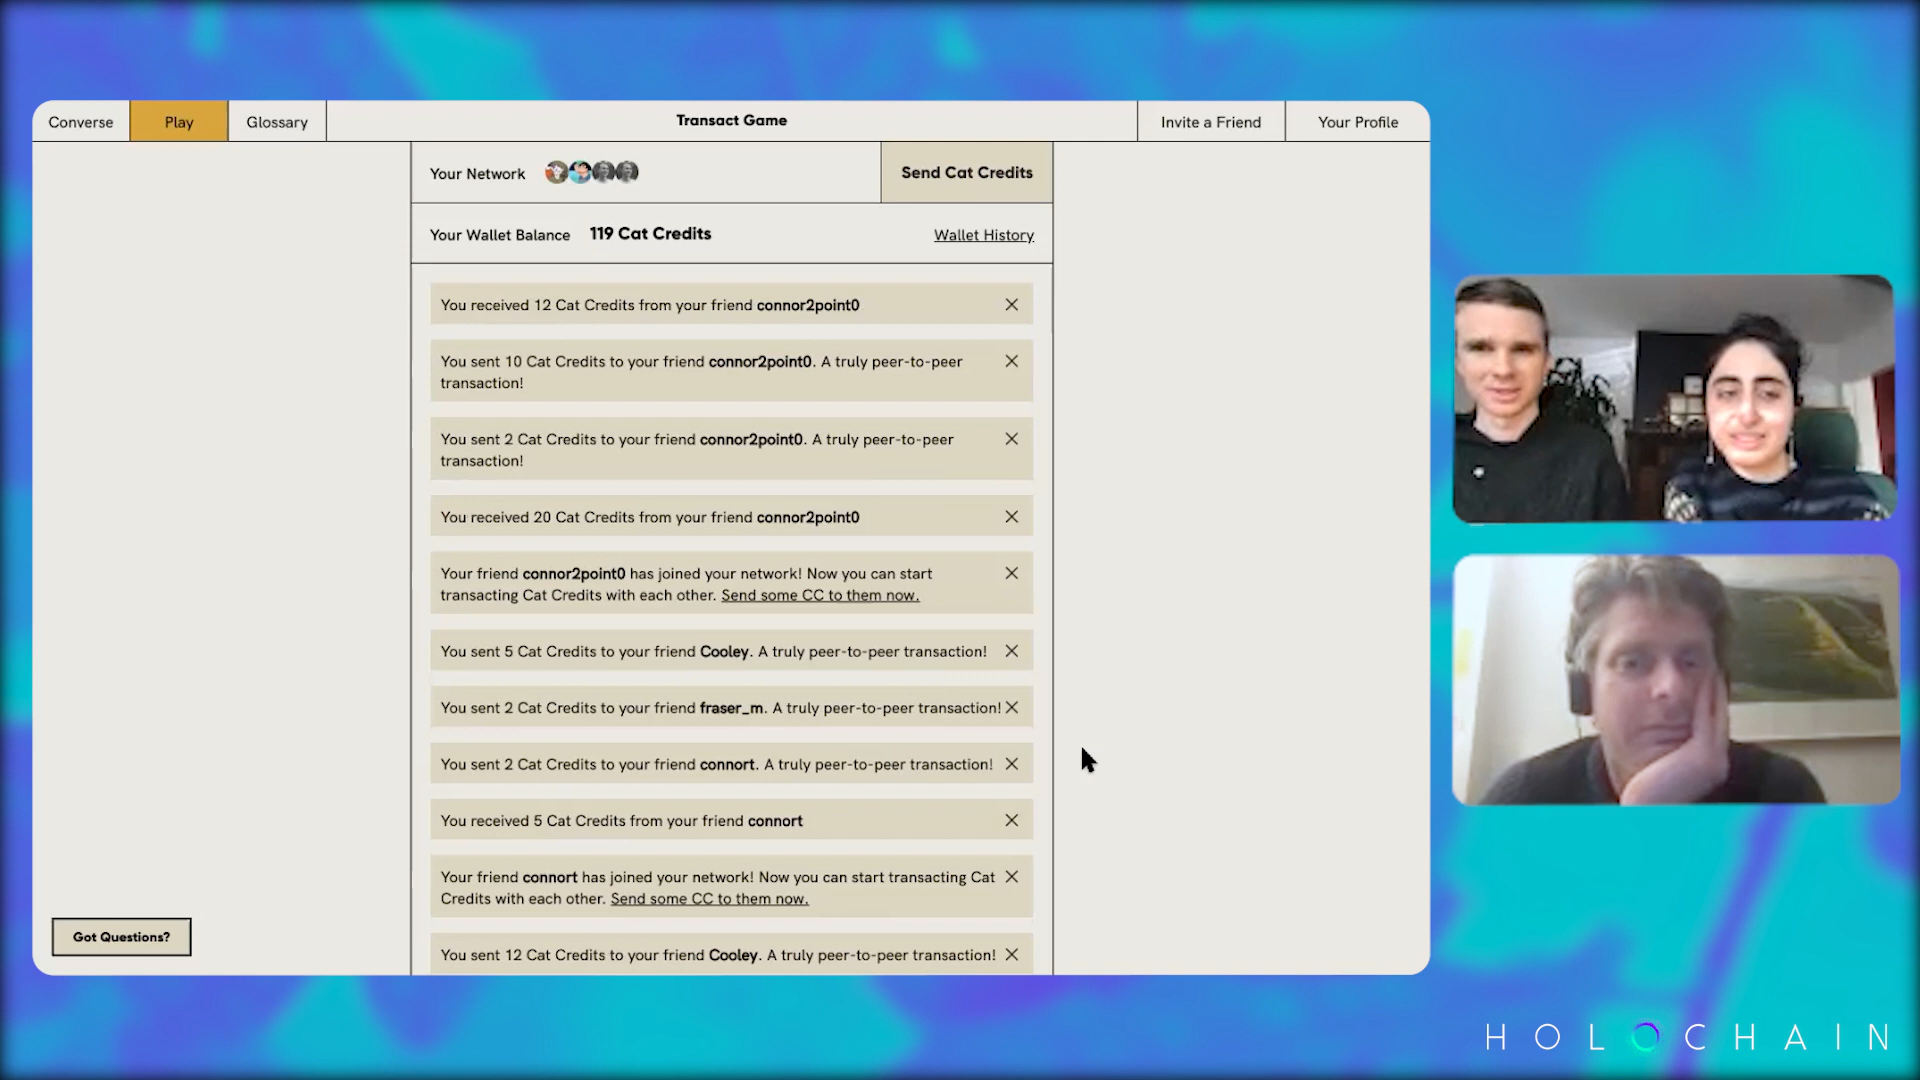 Converse
Play
Glossary
Transact Game
Invite a Friend
Your Profile
Your Network
Send Cat Credits
Your Wallet Balance 119 Cat Credits
Wallet History
You received 12 Cat Credits from your friend connor2point0
You sent 10 Cat Credits to your friend connor2point0. A truly peer-to-peer
transaction!
You sent 2 Cat Credits to your friend connor2point0. A truly peer-to-peer
transaction!
You received 20 Cat Credits from your friend connor2point0
Your friend connor2point0 has joined your network! Now you can start
transacting Cat Credits with each other. Send some CC to them now.
You sent 5 Cat Credits to your friend Cooley. A truly peer-to-peer transaction!
You sent 2 Cat Credits to your friend fraser_m. A truly peer-to-peer transaction!
You sent 2 Cat Credits to your friend connort. A truly peer-to-peer transaction!
You received 5 Cat Credits from your friend connort
Your friend connort has joined your network! Now you can start transacting Cat
Credits with each other. Send some CC to them now.
You sent 12 Cat Credits to your friend Cooley. A truly peer-to-peer transaction!
Got Questions?
HOLOCHAIN